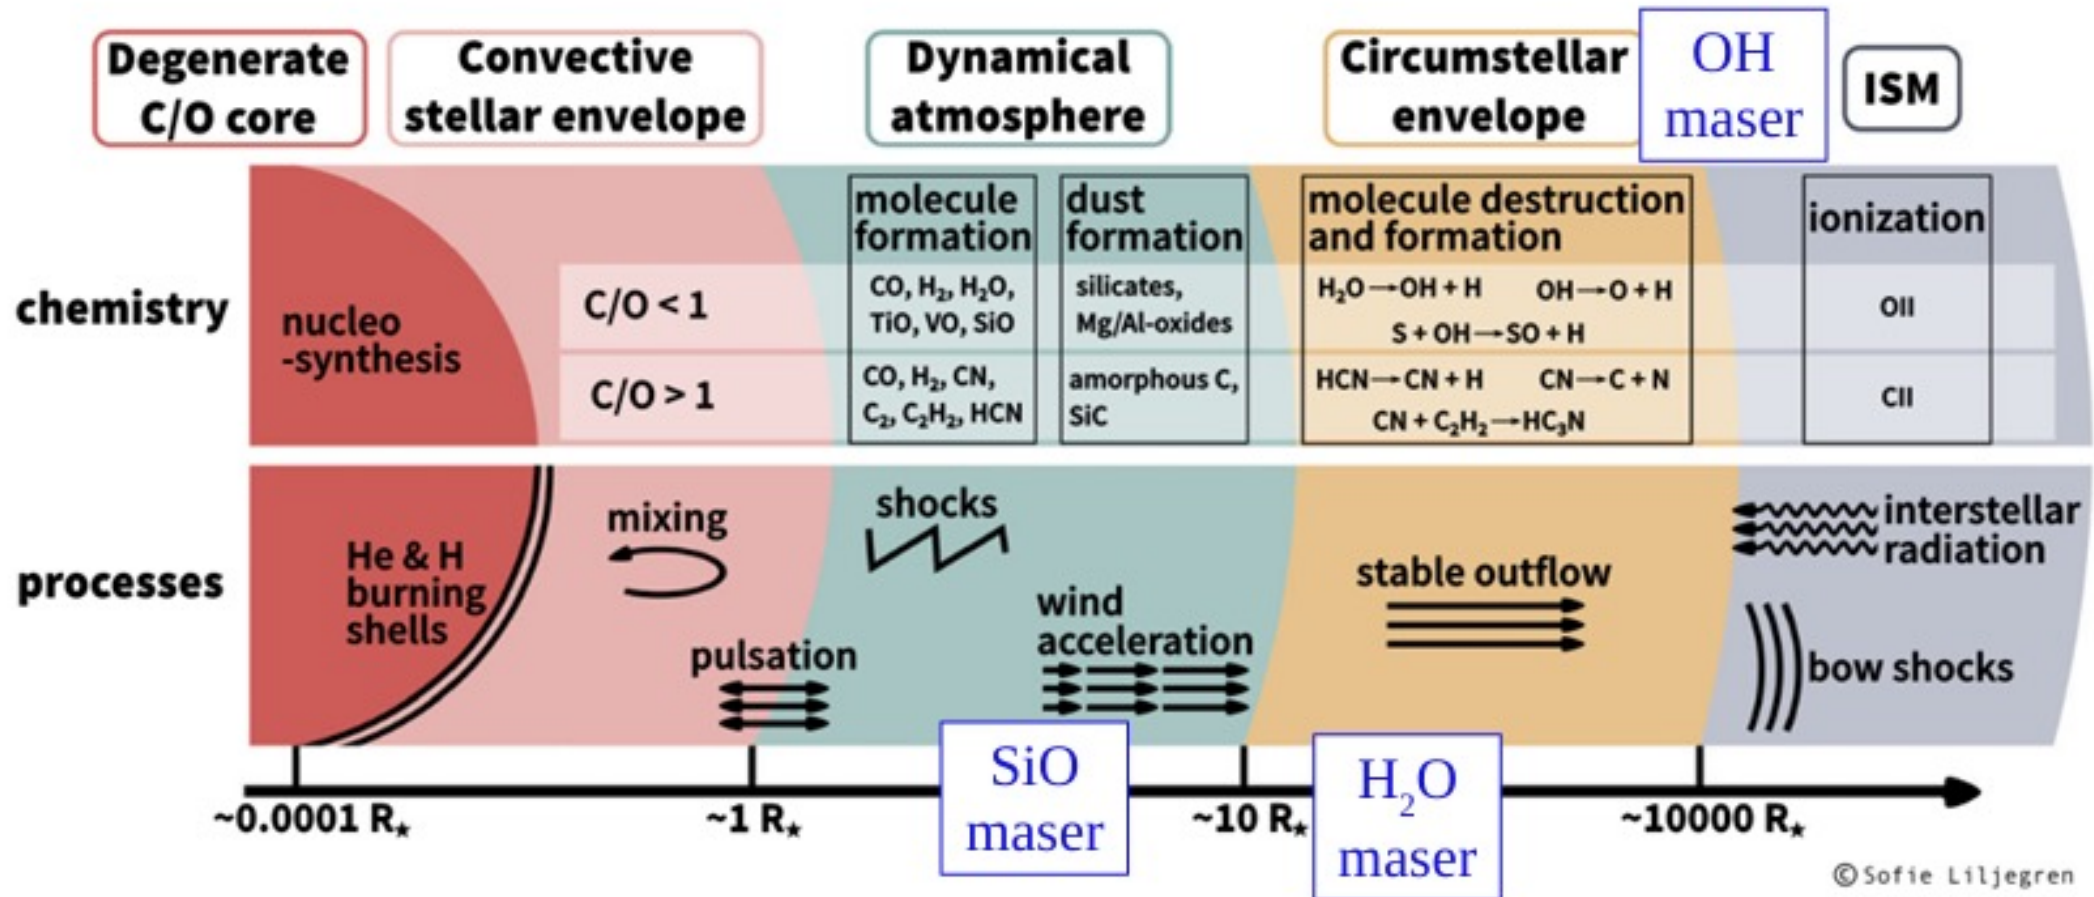 Degenerate
C/O core
Convective
stellar envelope
Dynamical
atmosphere
Circumstellar
envelope
OH
maser
ISM
chemistry
nucleo
-synthesis
C/O < 1
C/O > 1
molecule
formation
CO, H₂, H₂O,
TiO, VO, SiO
CO, H₂, CN,
C₂, C₂H₂, HCN
dust
formation
silicates,
Mg/Al-oxides
amorphous C,
SiC
molecule destruction
and formation
H₂O→OH + H OH→O + H
S + OH→SO + H
HCN→CN + H CN→C + N
CN + C₂H₂→HC₃N
ionization
OII
CII
processes
He & H
burning
shells
mixing
pulsation
shocks
wind
acceleration
stable outflow
interstellar
radiation
bow shocks
~0.0001 R★
~1 R★
SiO
maser
~10 R★
H₂O
maser
~10000 R★
©Sofie Liljegren